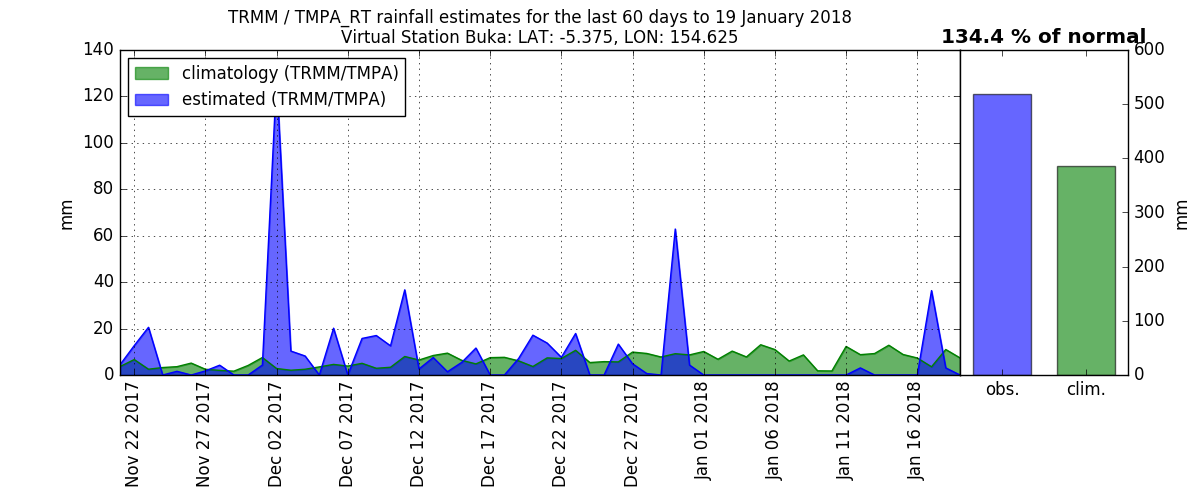 TRMM / TMPA_RT rainfall estimates for the last 60 days to 19 January 2018
Virtual Station Buka: LAT: -5.375, LON: 154.625
134.4 % of normal
climatology (TRMM/TMPA)
estimated (TRMM/TMPA)
140
120
100
80
60
40
20
0
mm
Nov 22 2017
Nov 27 2017
Dec 02 2017
Dec 07 2017
Dec 12 2017
Dec 17 2017
Dec 22 2017
Dec 27 2017
Jan 01 2018
Jan 06 2018
Jan 11 2018
Jan 16 2018
obs.
clim.
600
500
400
300
200
100
0
mm